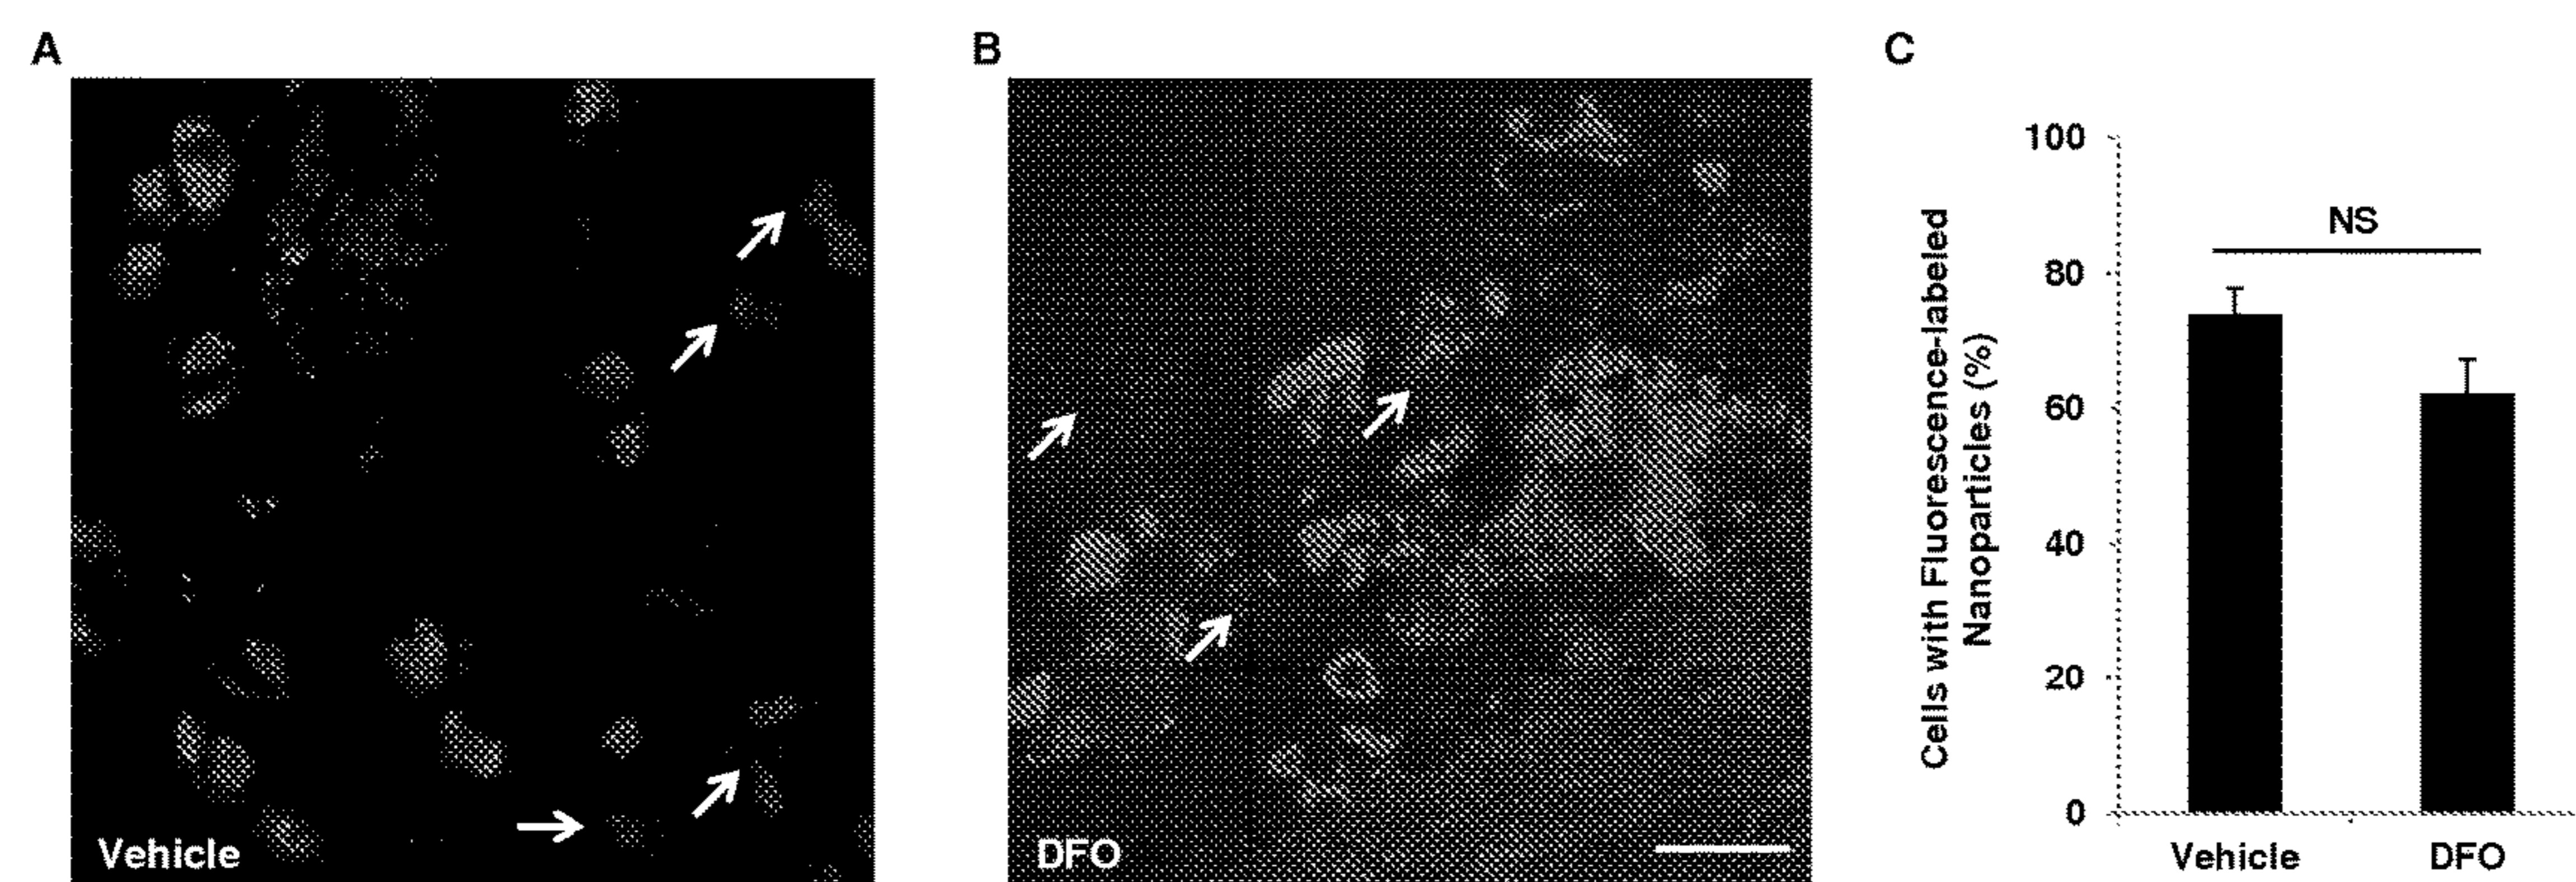 A
B
C
Vehicle
DFO
Cells with Fluorescence-labeled
Nanoparticles (%)
100
80
60
40
20
0
NS
Vehicle
DFO